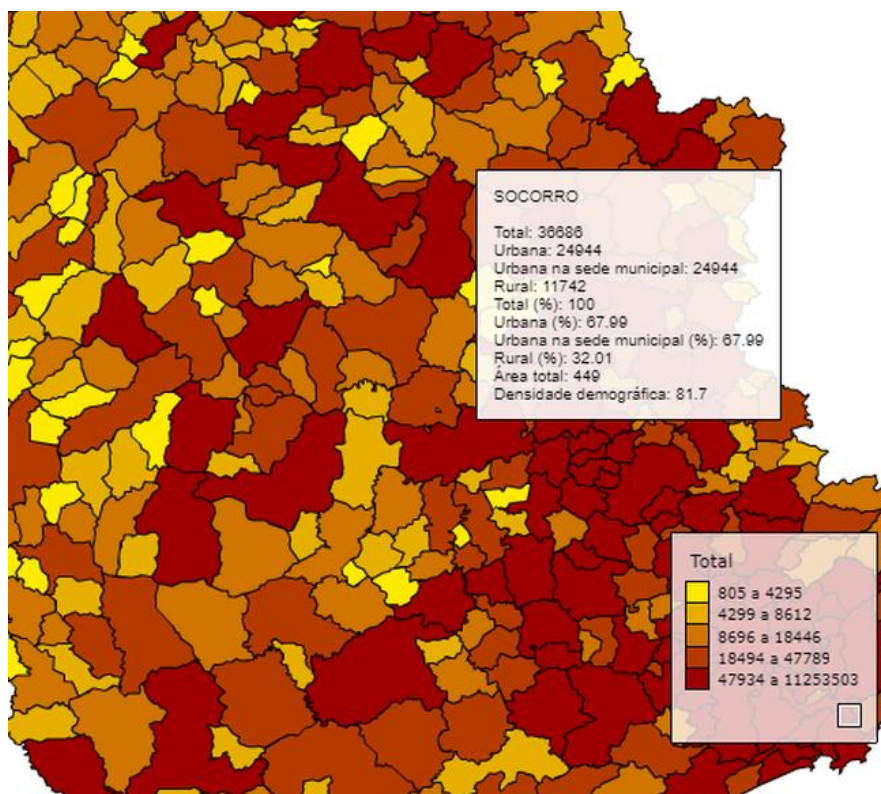 SOCORRO
Total: 36686
Urbana: 24944
Urbana na sede municipal: 24944
Rural: 11742
Total (%): 100
Urbana (%): 67.99
Urbana na sede municipal (%): 67.99
Rural (%): 32.01
Área total: 449
Densidade demográfica: 81.7
Total
805 a 4295
4299 a 8612
8696 a 18446
18494 a 47789
47934 a 11253503